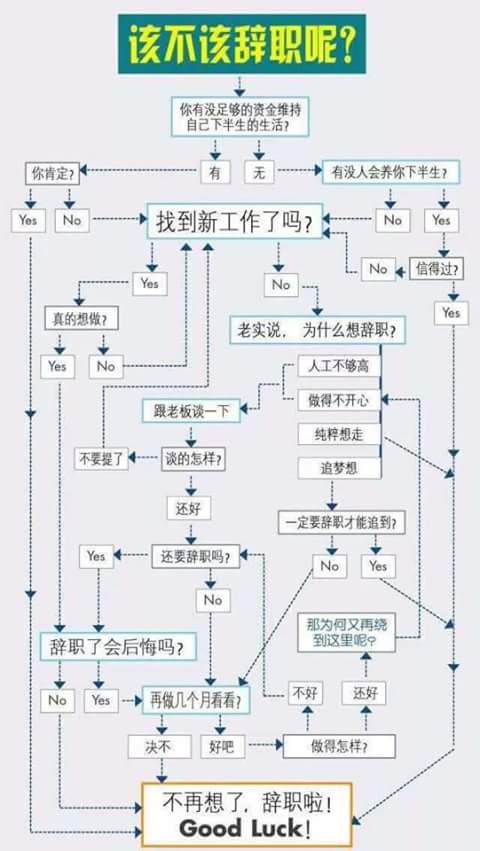 该不该辞职呢?
你有没足够的资金维持
自己下半生的生活?
你肯定?
有
无
有没人会养你下半生?
Yes
No
找到新工作了吗?
No
Yes
Yes
No
No
信得过?
真的想做?
Yes
老实说, 为什么想辞职?
Yes
No
人工不够高
跟老板谈一下
做得不开心
纯粹想走
不要提了
谈的怎样?
追梦想
还好
一定要辞职才能追到?
Yes
还要辞职吗?
No
Yes
No
那为何又再绕
到这里呢?
辞职了会后悔吗?
No
Yes
再做几个月看看?
不好
还好
决不
好吧
做得怎样?
不再想了, 辞职啦!
Good Luck!